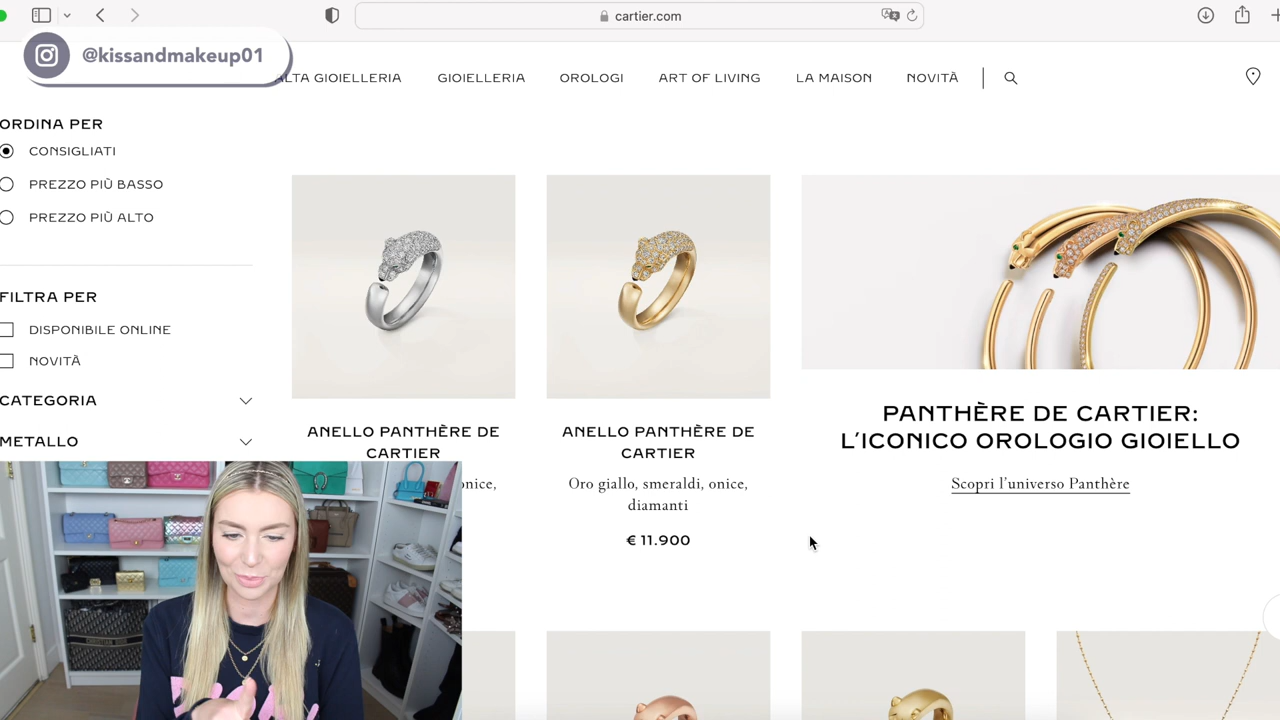 cartier.com
@kissandmakeup01
ALTA GIOIELLERIA
GIOIELLERIA
OROLOGI
ART OF LIVING
LA MAISON
NOVITÀ
ORDINA PER
CONSIGLIATI
PREZZO PIÙ BASSO
PREZZO PIÙ ALTO
FILTRA PER
DISPONIBILE ONLINE
NOVITÀ
CATEGORIA
METALLO
ANELLO PANTHÈRE DE
CARTIER
onice,
ANELLO PANTHÈRE DE
CARTIER
Oro giallo, smeraldi, onice,
diamanti
€ 11.900
PANTHÈRE DE CARTIER:
L'ICONICO OROLOGIO GIOIELLO
Scopri l'universo Panthère